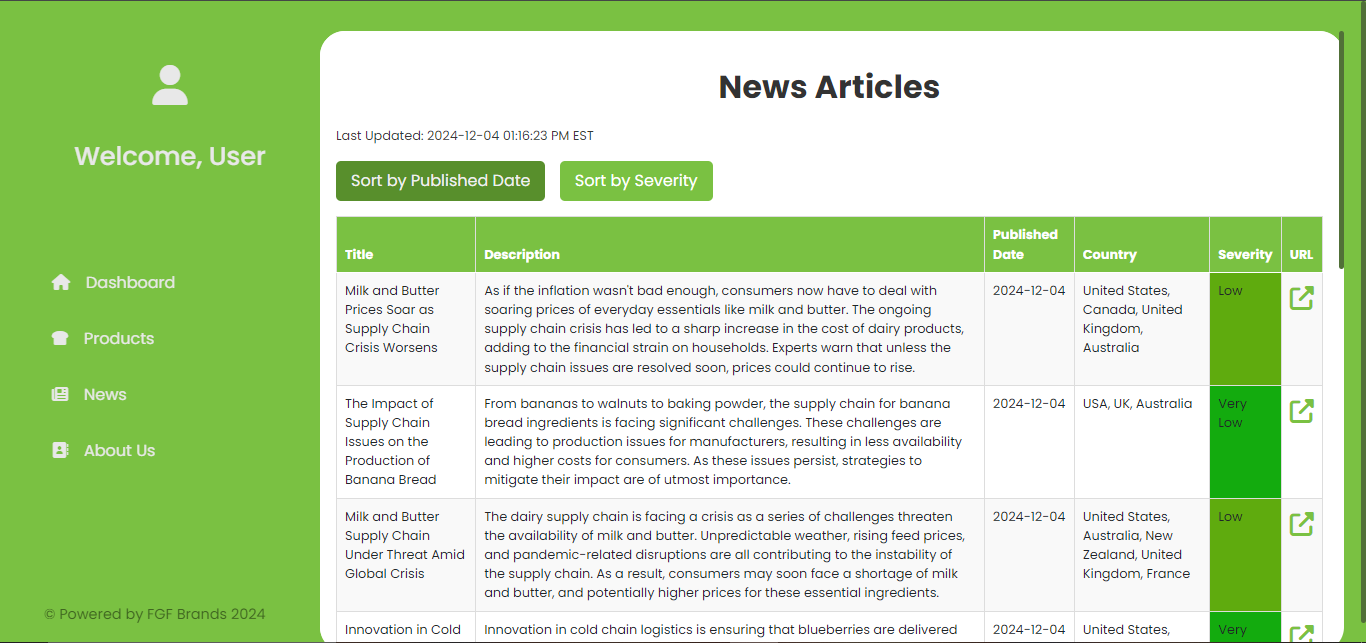 News Articles
Welcome, User
Dashboard
Products
News
About Us
© Powered by FGF Brands 2024
Last Updated: 2024-12-04 01:16:23 PM EST
Sort by Published Date
Sort by Severity
Title
Description
Published
Date
Country
Severity
URL
Milk and Butter
Prices Soar as
Supply Chain
Crisis Worsens
As if the inflation wasn't bad enough, consumers now have to deal with
soaring prices of everyday essentials like milk and butter. The ongoing
supply chain crisis has led to a sharp increase in the cost of dairy products,
adding to the financial strain on households. Experts warn that unless the
supply chain issues are resolved soon, prices could continue to rise.
2024-12-04
United States,
Canada, United
Kingdom,
Australia
Low
The Impact of
Supply Chain
Issues on the
Production of
Banana Bread
From bananas to walnuts to baking powder, the supply chain for banana
bread ingredients is facing significant challenges. These challenges are
leading to production issues for manufacturers, resulting in less availability
and higher costs for consumers. As these issues persist, strategies to
mitigate their impact are of utmost importance.
2024-12-04
USA, UK, Australia
Very
Low
Milk and Butter
Supply Chain
Under Threat Amid
Global Crisis
The dairy supply chain is facing a crisis as a series of challenges threaten
the availability of milk and butter. Unpredictable weather, rising feed prices,
and pandemic-related disruptions are all contributing to the instability of
the supply chain. As a result, consumers may soon face a shortage of milk
and butter, and potentially higher prices for these essential ingredients.
2024-12-04
United States,
Australia, New
Zealand, United
Kingdom, France
Low
Innovation in Cold
Innovation in cold chain logistics is ensuring that blueberries are delivered
2024-12-04
United States,
Very